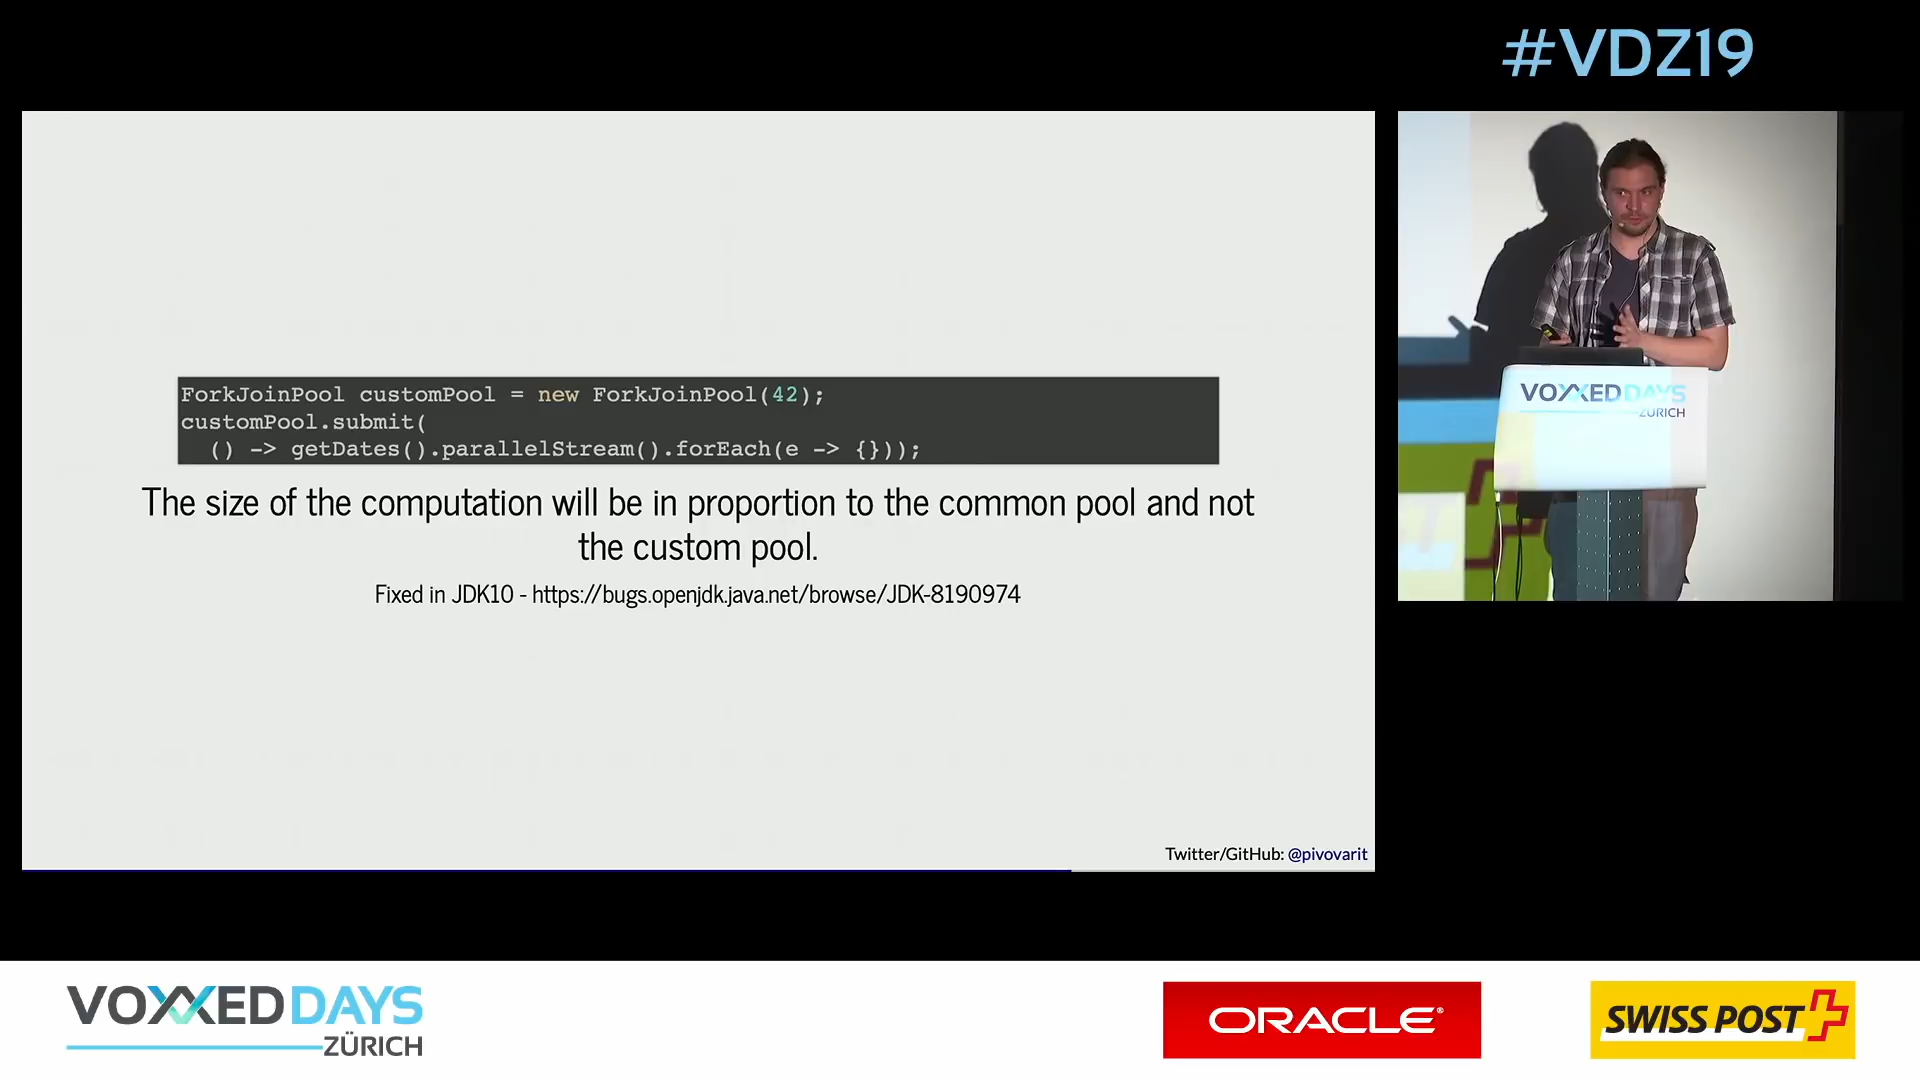 #VDZ19
ForkJoinPool customPool = new ForkJoinPool(42);
customPool.submit(
() -> getDates().parallelStream().forEach(e -> {}));
The size of the computation will be in proportion to the common pool and not
the custom pool.
Fixed in JDK10 - https://bugs.openjdk.java.net/browse/JDK-8190974
Twitter/GitHub: @pivovarit
VOXXED DAYS
ZÜRICH
VOXXED DAYS
ZÜRICH
ORACLE®
SWISS POST